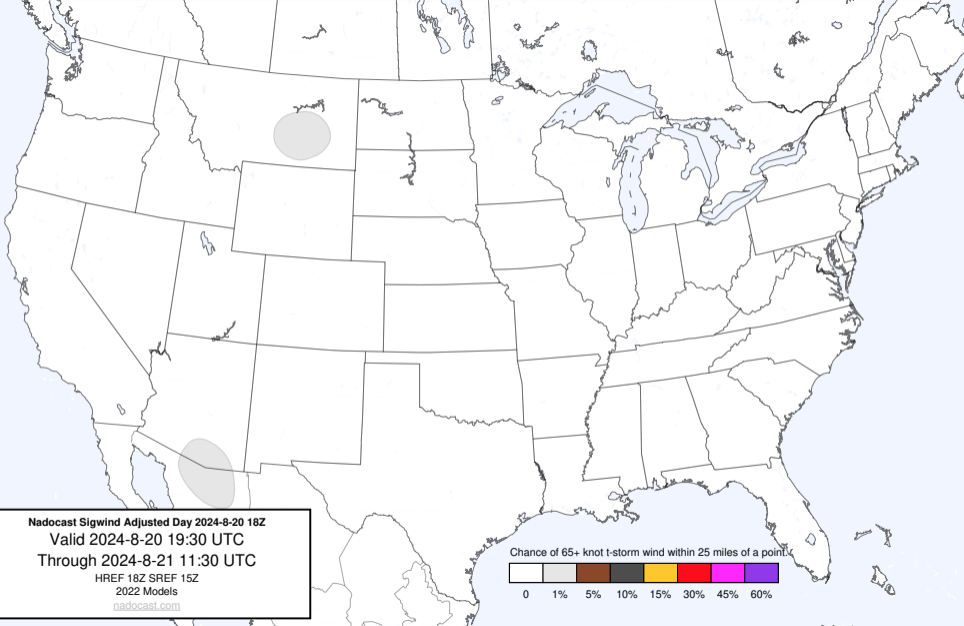 Nadocast Sigwind Adjusted Day 2024-8-20 18Z
Valid 2024-8-20 19:30 UTC
Through 2024-8-21 11:30 UTC
HREF 18Z SREF 15Z
2022 Models
nadocast.com
Chance of 65+ knot t-storm wind within 25 miles of a point.
0 1% 5% 10% 15% 30% 45% 60%